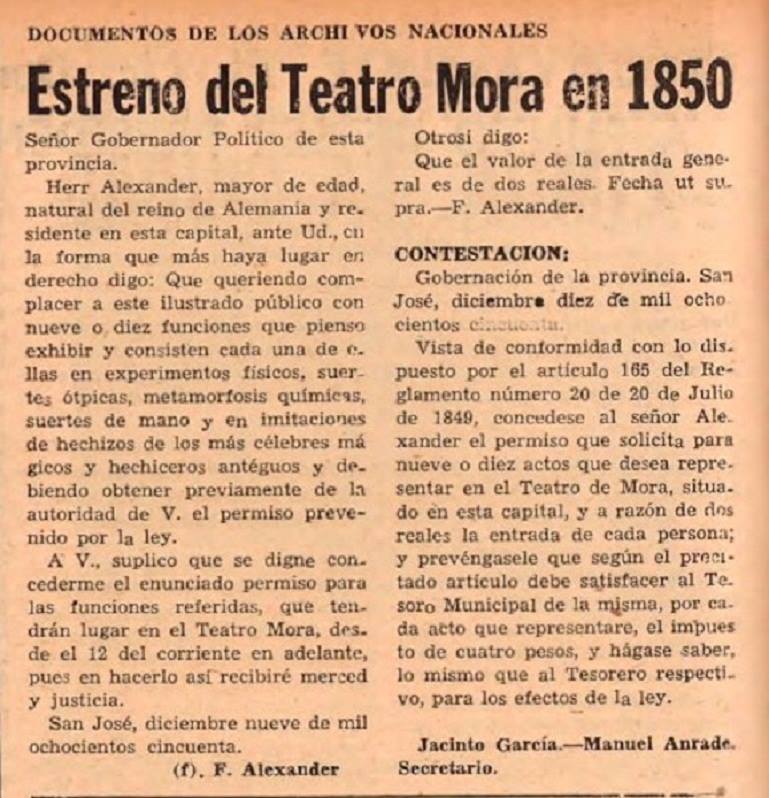 DOCUMENTOS DE LOS ARCHIVOS NACIONALES
Estreno del Teatro Mora en 1850
Señor Gobernador Político de esta
provincia.
Herr Alexander, mayor de edad,
natural del reino de Alemania y re-
sidente en esta capital, ante Ud., en
la forma que más haya lugar en
derecho digo: Que queriendo com-
placer a este ilustrado público con
nueve o diez funciones que pienso
exhibir y consisten cada una de e-
llas en experimentos físicos, suer-
tes ótpicas, metamorfosis químicas,
suertes de mano y en imitaciones
de hechizos de los más célebres má
gicos y hechiceros antéguos y de-
biendo obtener previamente de la
autoridad de V. el permiso preve-
nido por la ley.
A V., suplico que se digne con-
cederme el enunciado permiso para
las funciones referidas, que ten-
drán lugar en el Teatro Mora, des-
de el 12 del corriente en adelante,
pues en hacerlo así recibiré merced
y justicia.
San José, diciembre nueve de mil
ochocientos cincuenta.
(f). F. Alexander
Otrosi digo:
Que el valor de la entrada gene-
ral es de dos reales. Fecha ut su-
pra.—F. Alexander.
CONTESTACION:
Gobernación de la provincia. San
José, diciembre diez de mil ocho
cientos cincuenta.
Vista de conformidad con lo dis-
puesto por el artículo 165 del Re-
glamento número 20 de 20 de Julio
de 1849, concedese al señor Ale-
xander el permiso que solicita para
nueve o diez actos que desea repre-
sentar en el Teatro de Mora, situa-
do en esta capital, y a razón de dos
reales la entrada de cada persona;
y prevéngasele que según el preci-
tado artículo debe satisfacer al Te-
soro Municipal de la misma, por ca-
da acto que representare, el impues
to de cuatro pesos, y hágase saber,
lo mismo que al Tesorero respecti-
vo, para los efectos de la ley.
Jacinto García.—Manuel Anrade.
Secretario.